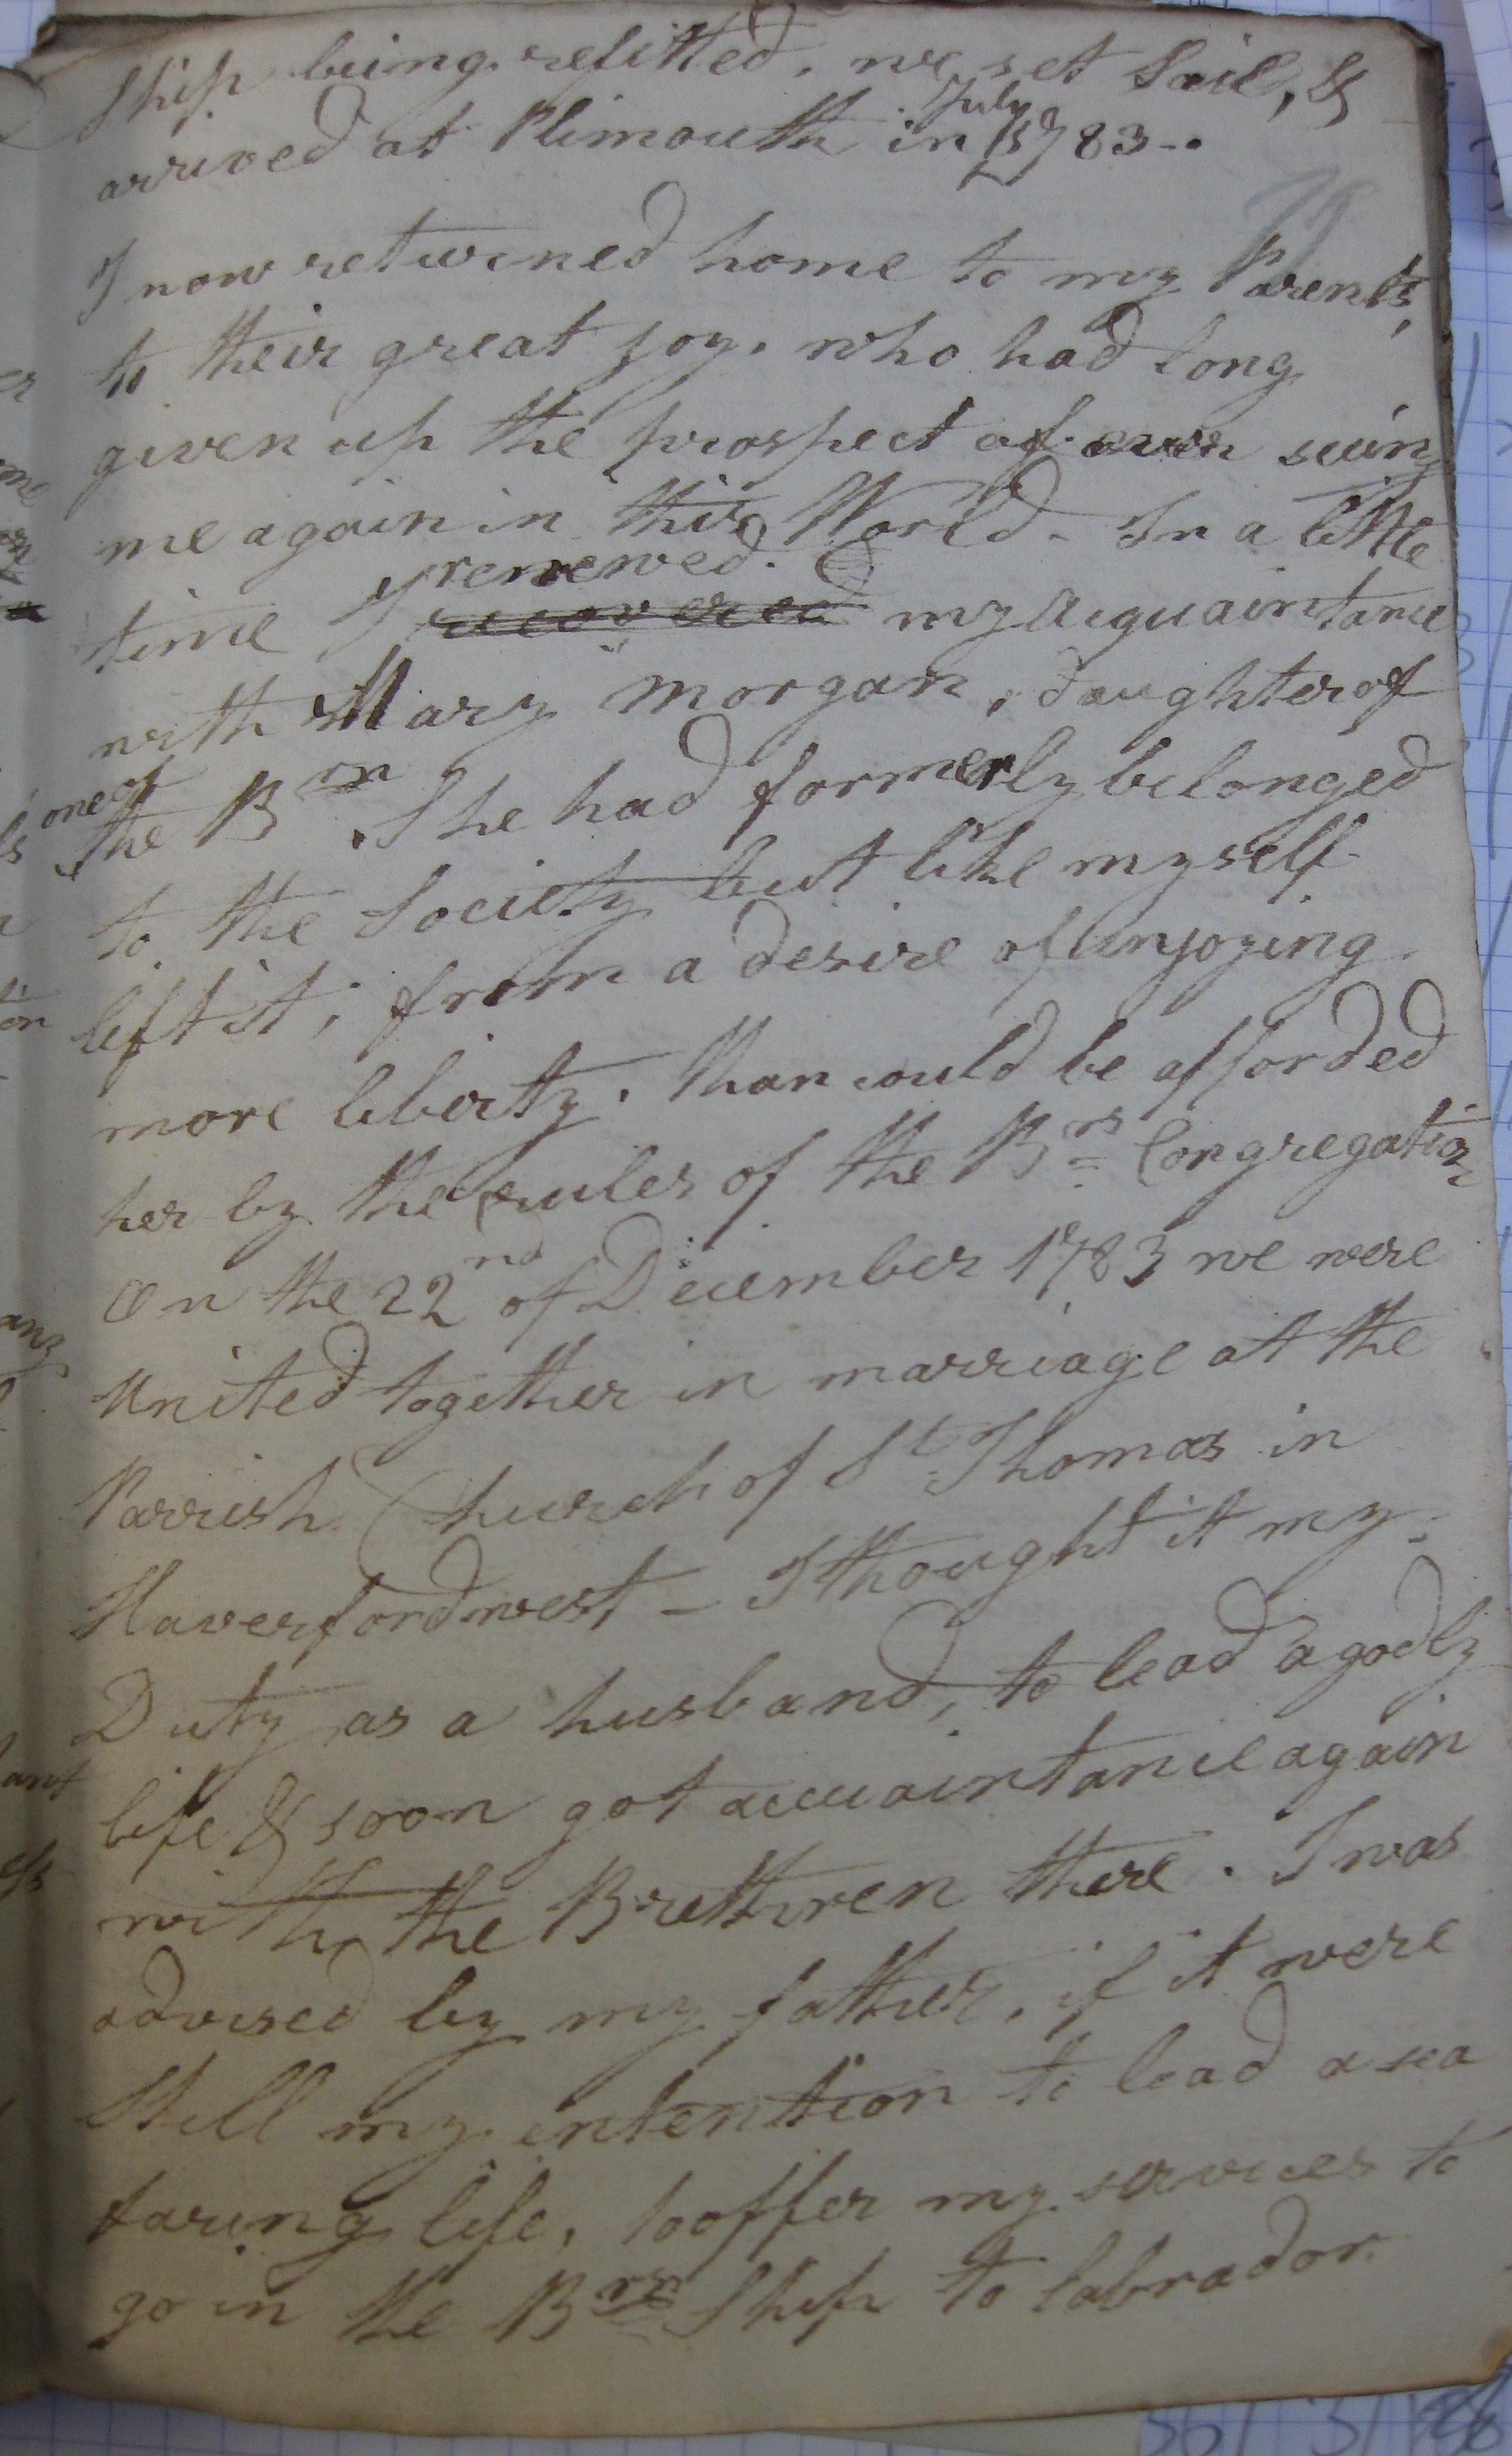 Ship being refitted, we set Sail, &
arrived at Plimouth in July 1783 -.
I now returned home to my Parents,
to their great joy, who had long
given up the prospect of ever seeing
me again in this World - In a little
time I renewed my Acquaintance
with Mary Morgan, daughter of
one of the Brn. She had formerly belonged
to the Society but like myself
left it, from a desire of injoying
more liberty, than could be afforded
her by the rules of the Brs Congregation
On the 22nd of December 1783 we were
United together in marriage at the
Parrish Church of St Thomas in
Haverfordwest - I thought it my
Duty as a husband, to lead a godly
life & soon got accuaintance again
with the Brethren there. I was
advised by my father, if it were
Still my intention to lead a sea
faring life, to offer my services to
go in the Brn Ship to Labrador.